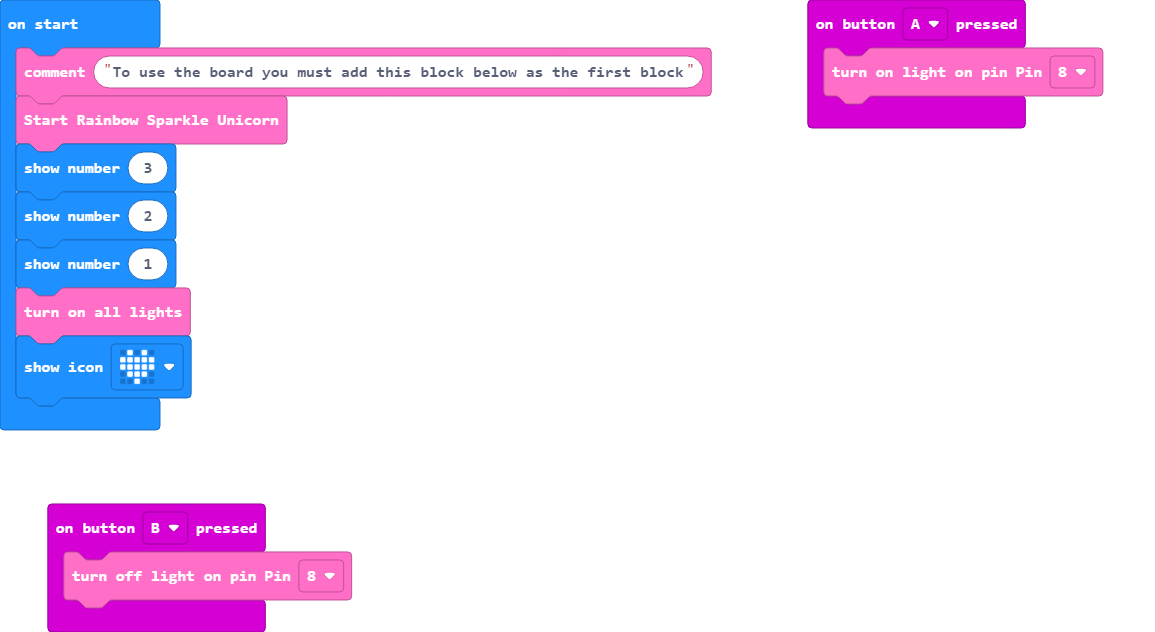 on start
comment "To use the board you must add this block below as the first block"
Start Rainbow Sparkle Unicorn
show number 3
show number 2
show number 1
turn on all lights
show icon
on button A pressed
turn on light on pin Pin 8
on button B pressed
turn off light on pin Pin 8